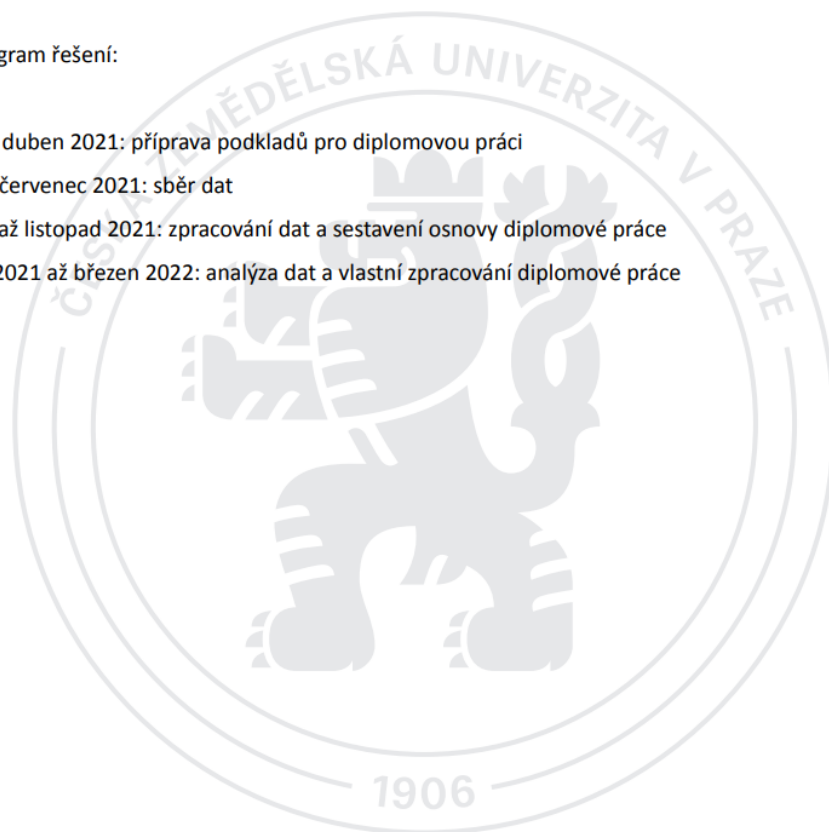 gram řešení:
duben 2021: příprava podkladů pro diplomovou práci
červenec 2021: sběr dat
až listopad 2021: zpracování dat a sestavení osnovy diplomové práce
2021 až březen 2022: analýza dat a vlastní zpracování diplomové práce
ČESKÁ ZEMĚDĚLSKÁ UNIVERZITA V PRAZE
1906